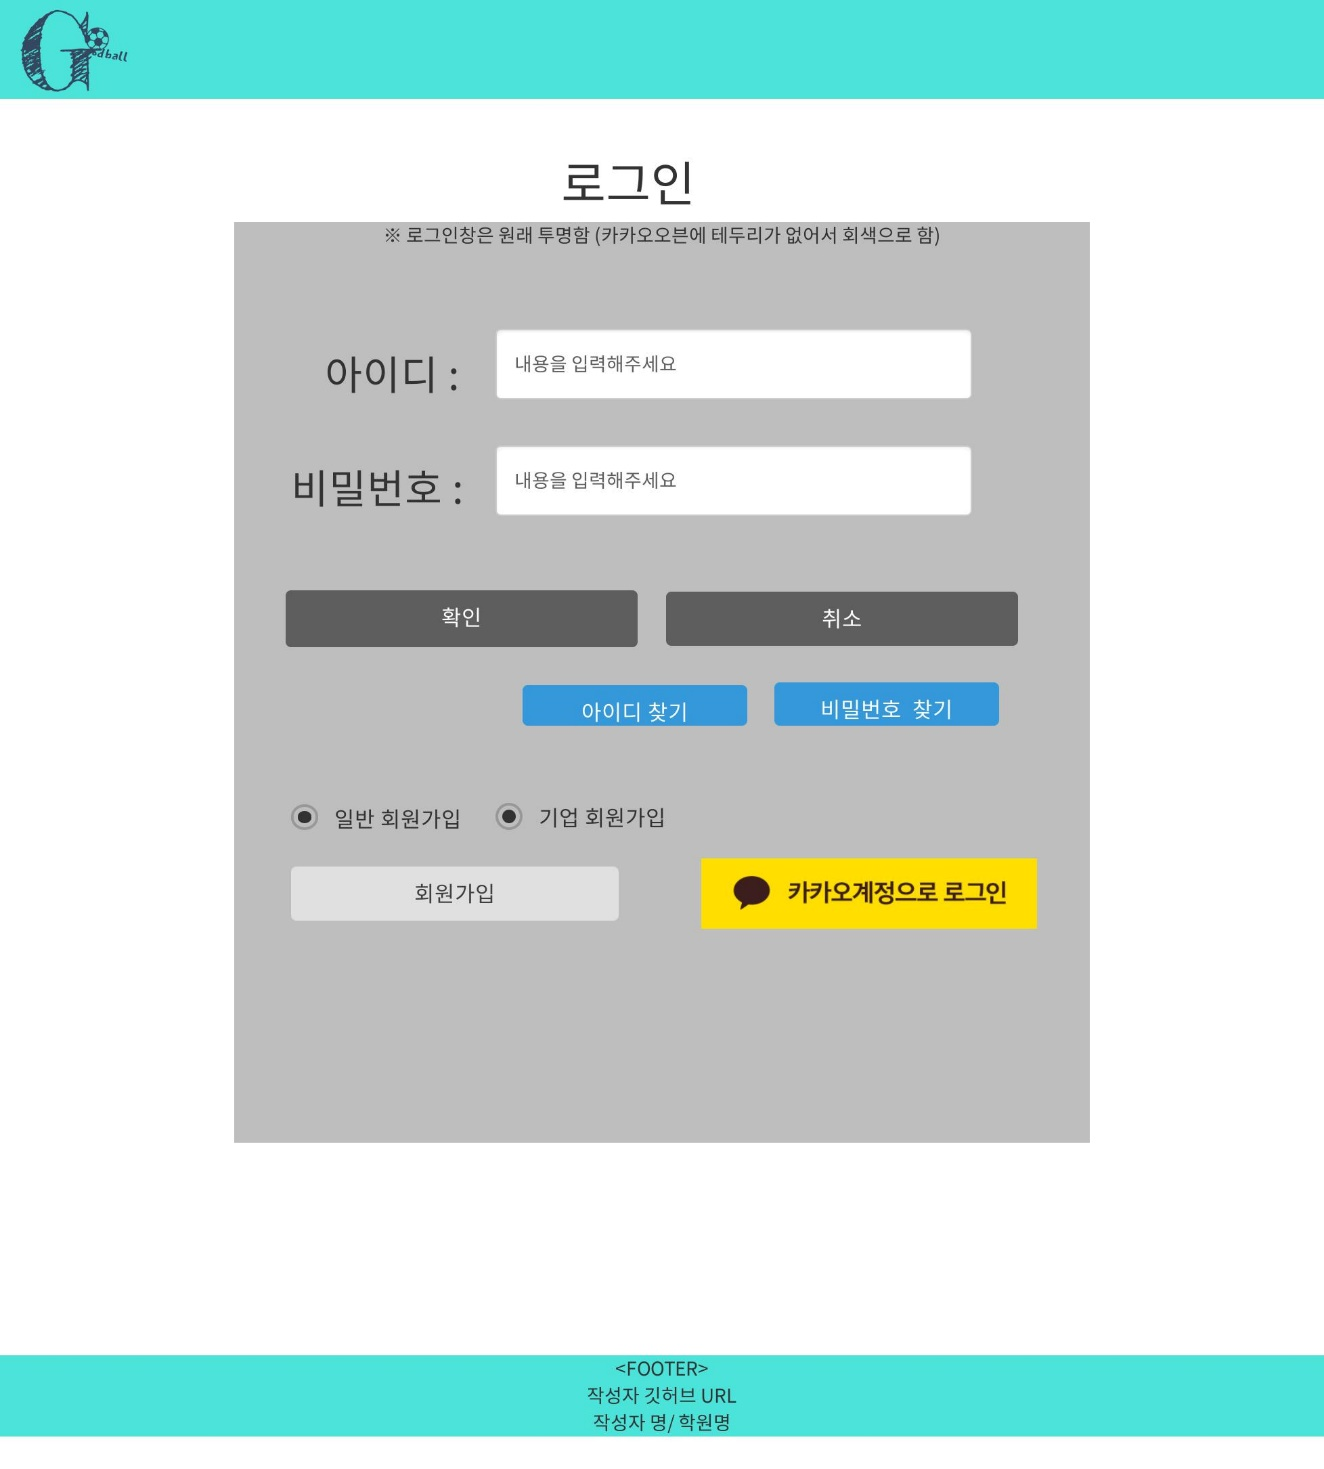 Godball
로그인
※ 로그인창은 원래 투명함 (카카오오븐에 테두리가 없어서 회색으로 함)
아이디 : 내용을 입력해주세요
비밀번호 : 내용을 입력해주세요
확인 취소
아이디 찾기 비밀번호 찾기
일반 회원가입 기업 회원가입
회원가입 카카오계정으로 로그인
<FOOTER>
작성자 깃허브 URL
작성자 명/ 학원명